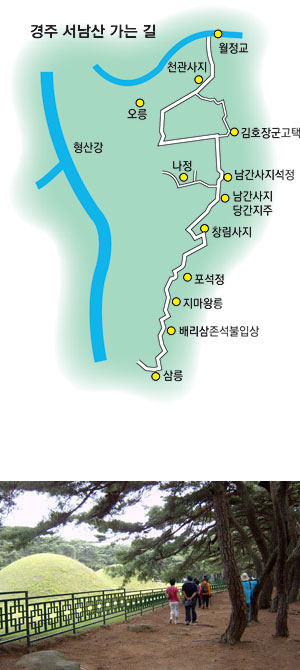 경주 서남산 가는 길
월정교
천관사지
오릉
김호장군고택
형산강
나정
남간사지석정
남간사지
당간지주
창림사지
포석정
지마왕릉
배리삼존석불입상
삼릉